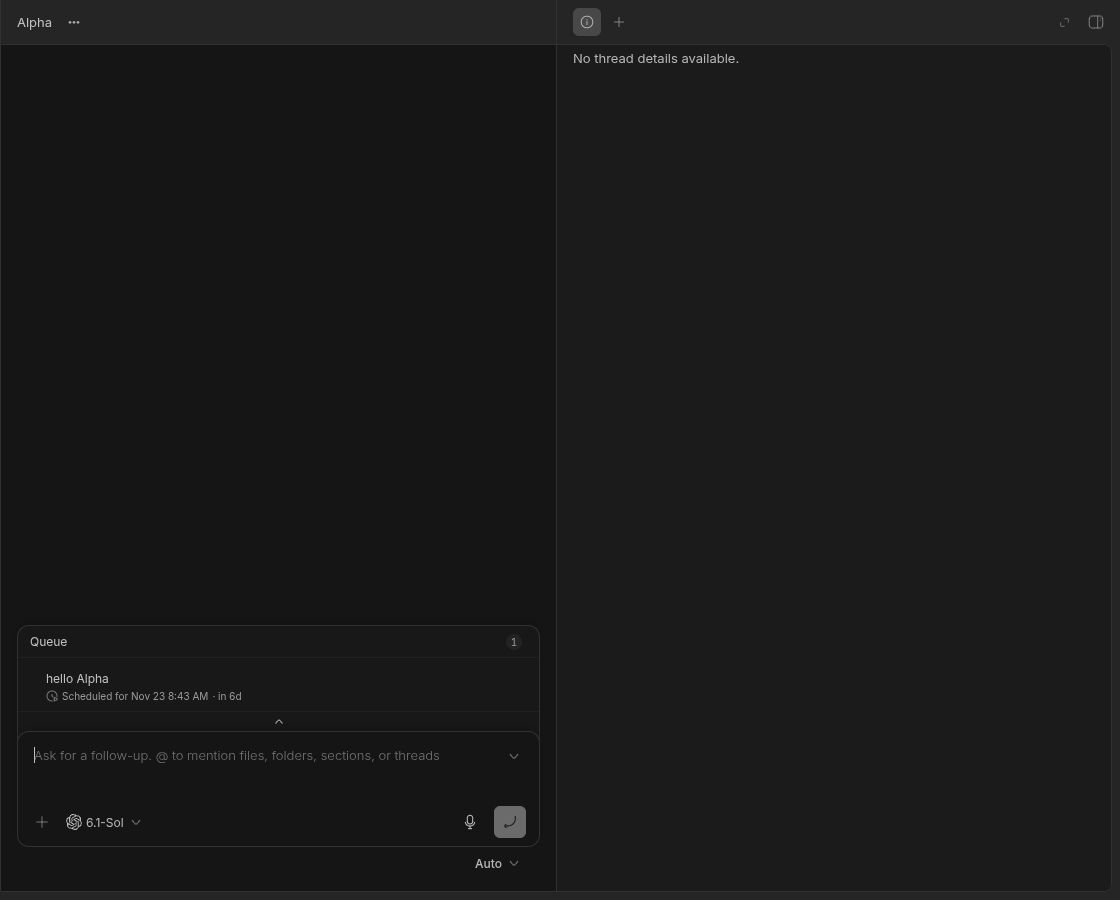 Alpha
No thread details available.
Queue
1
hello Alpha
Scheduled for Nov 23 8:43 AM · in 6d
Ask for a follow-up. @ to mention files, folders, sections, or threads
6.1-Sol
Auto